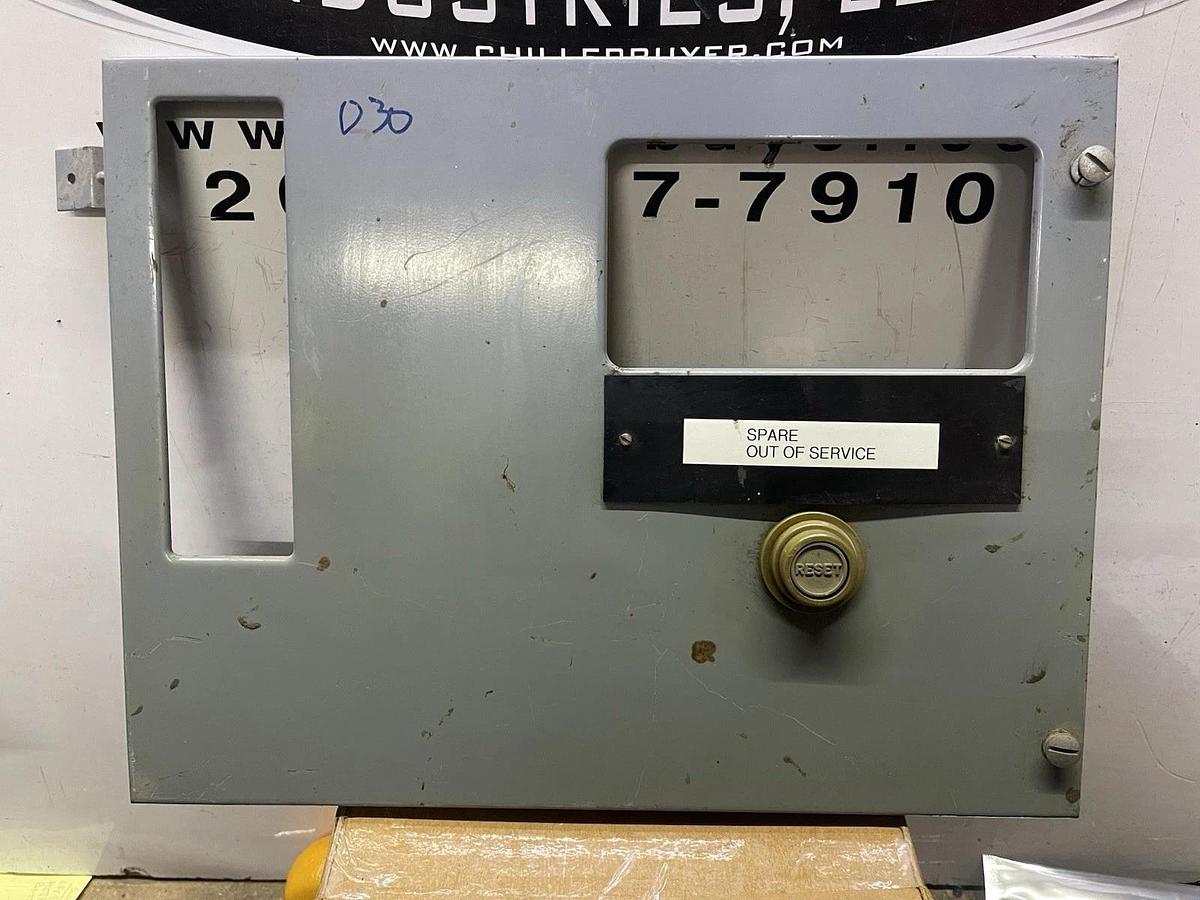 WWW.CHILLERBUYER.COM
D30
W W
2
7-7910
SPARE
OUT OF SERVICE
RESET